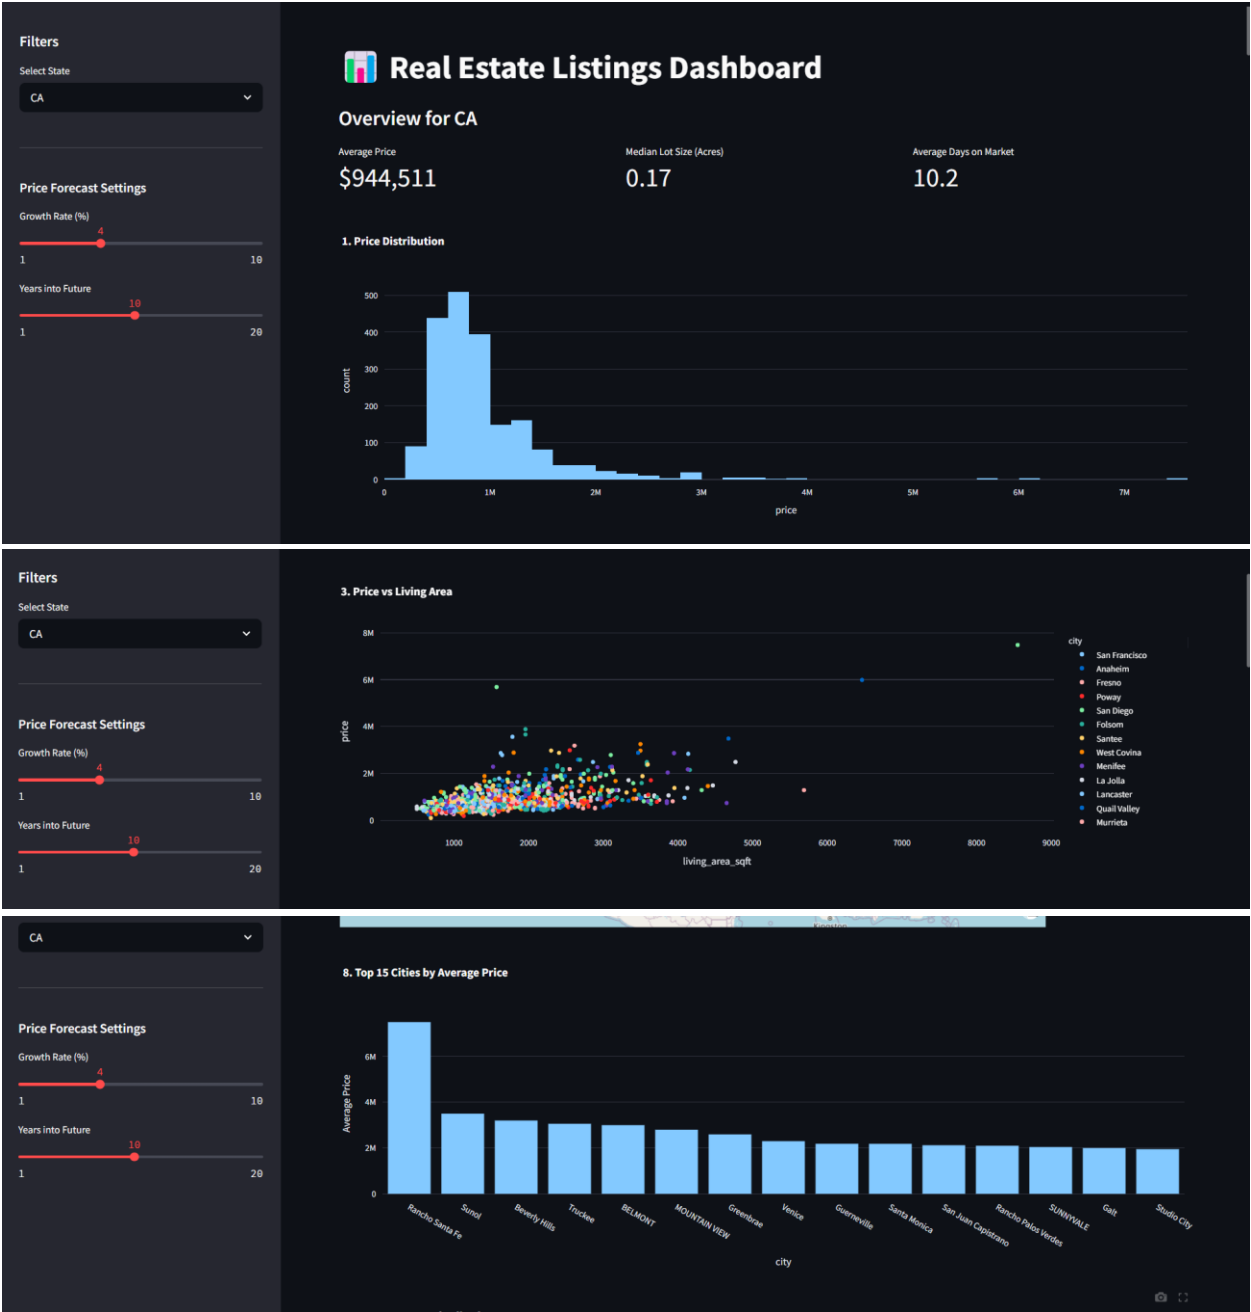 Filters
Select State
CA
Price Forecast Settings
Growth Rate (%)
4
1 10
Years into Future
10
1 20
Real Estate Listings Dashboard
Overview for CA
Average Price Median Lot Size (Acres) Average Days on Market
$944,511 0.17 10.2
1. Price Distribution
500
400
300
200
100
0
count
0 1M 2M 3M 4M 5M 6M 7M
price
Filters
Select State
CA
Price Forecast Settings
Growth Rate (%)
4
1 10
Years into Future
10
1 20
3. Price vs Living Area
8M
6M
4M
2M
0
price
1000 2000 3000 4000 5000 6000 7000 8000 9000
living_area_sqft
city
San Francisco
Anaheim
Fresno
Poway
San Diego
Folsom
Santee
West Covina
Menifee
La Jolla
Lancaster
Quail Valley
Murrieta
CA
Price Forecast Settings
Growth Rate (%)
4
1 10
Years into Future
10
1 20
Kingston
8. Top 15 Cities by Average Price
6M
4M
2M
0
Average Price
Rancho Santa Fe
Sunol
Beverly Hills
Truckee
BELMONT
MOUNTAIN VIEW
Greenbrae
Venice
Guerneville
Santa Monica
San Juan Capistrano
Rancho Palos Verdes
SUNNYVALE
Galt
Studio City
city